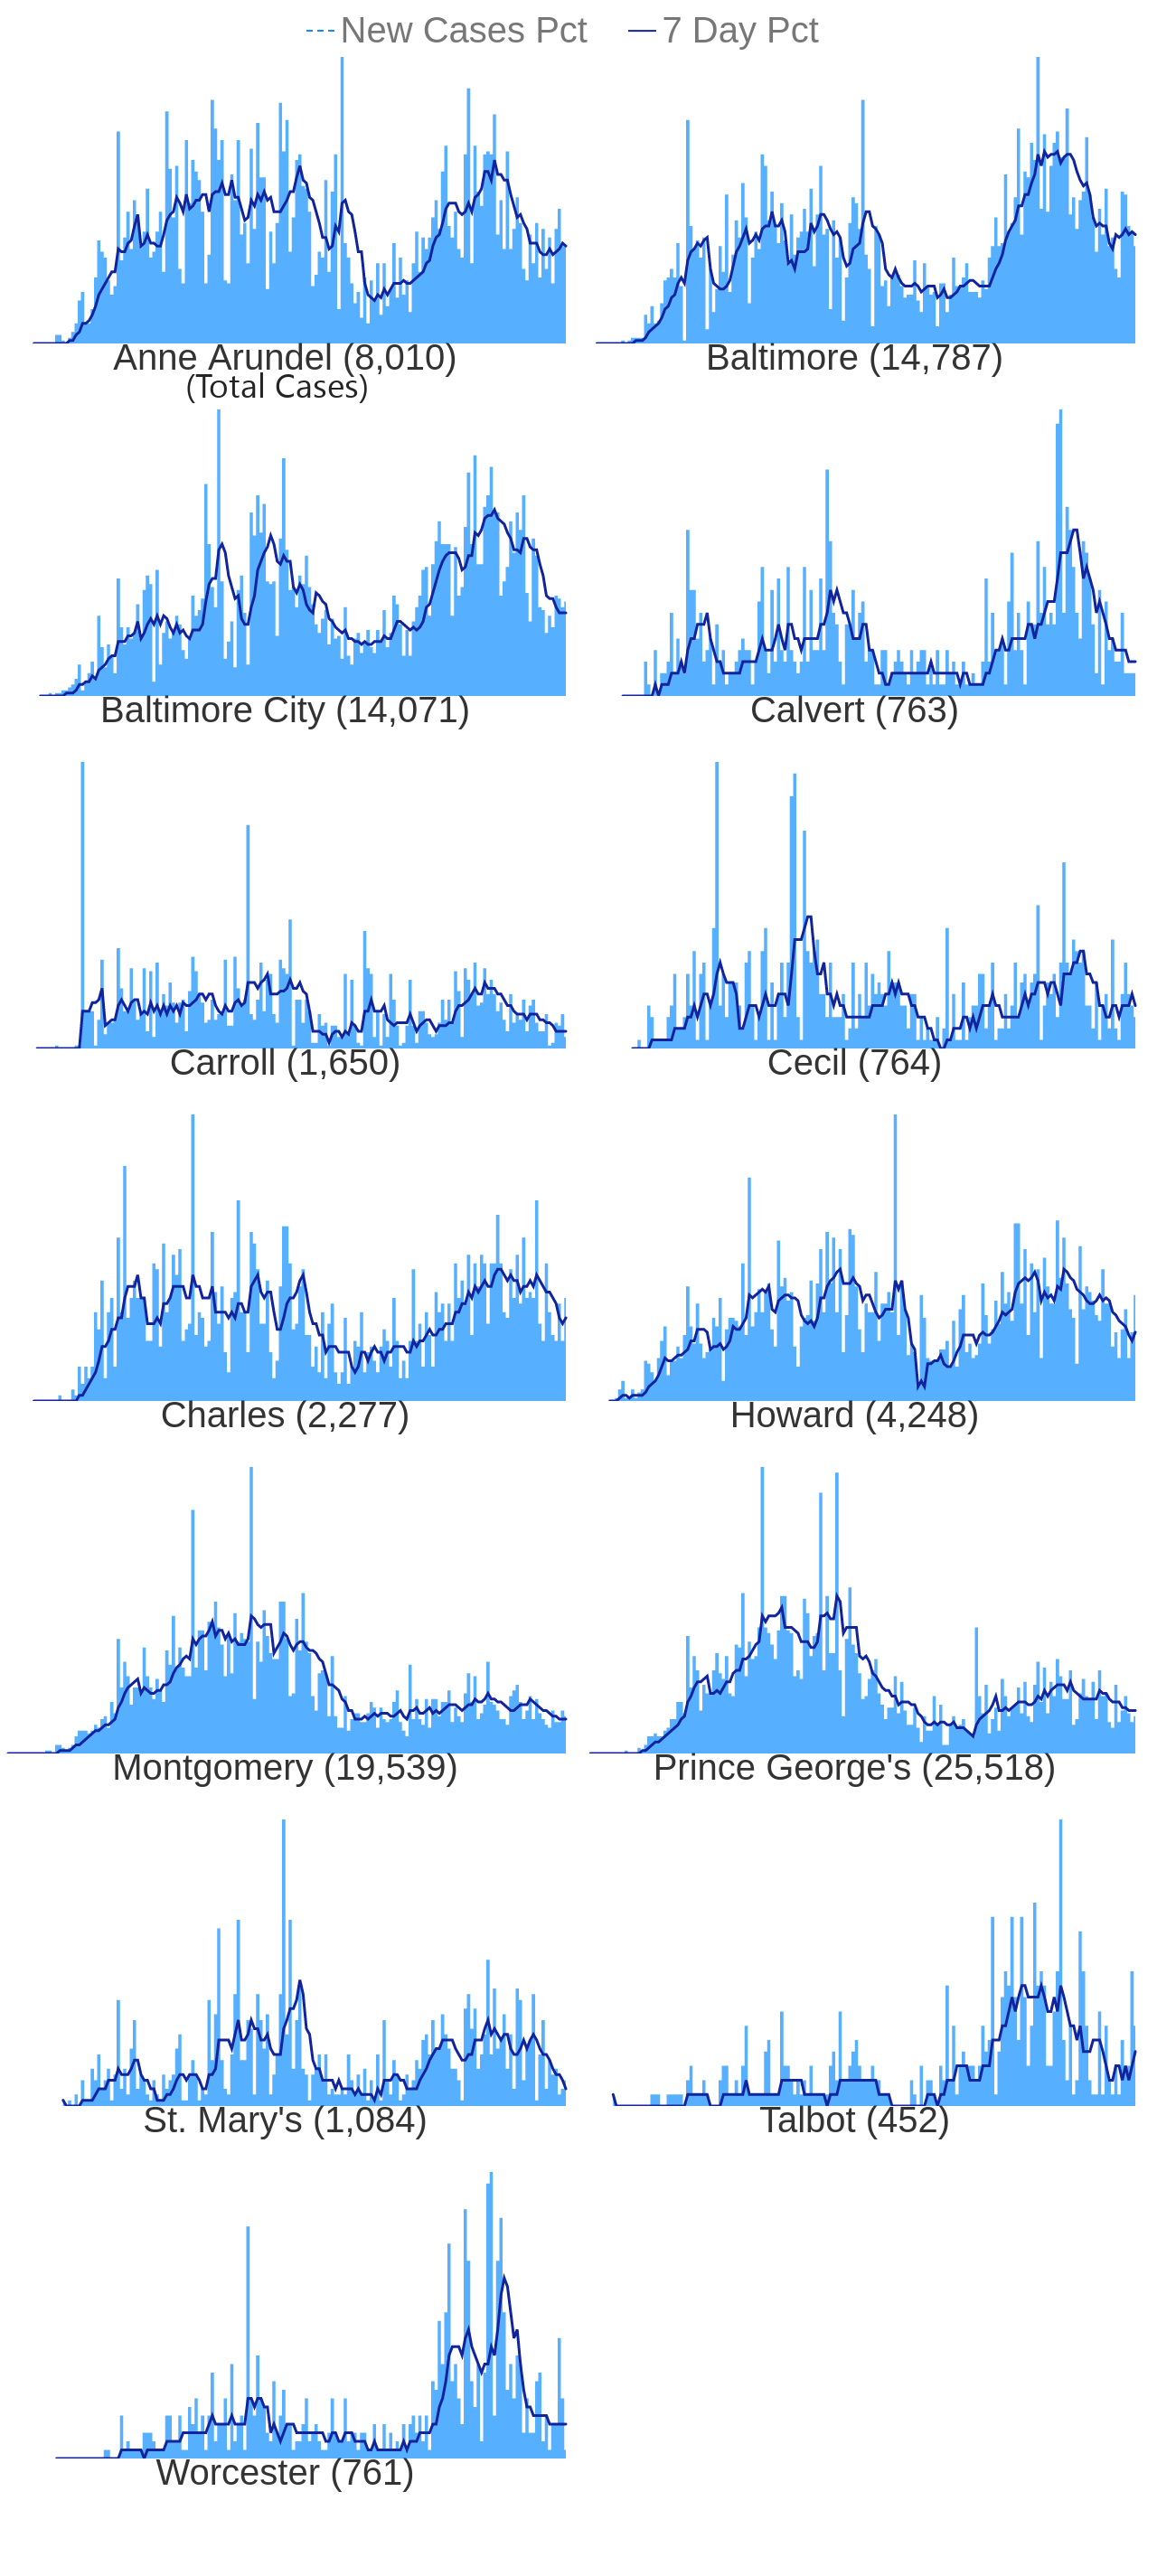 New Cases Pct 7 Day Pct
Anne Arundel (8,010) Baltimore (14,787)
(Total Cases)
Baltimore City (14,071) Calvert (763)
Carroll (1,650) Cecil (764)
Charles (2,277) Howard (4,248)
Montgomery (19,539) Prince George's (25,518)
St. Mary's (1,084) Talbot (452)
Worcester (761)